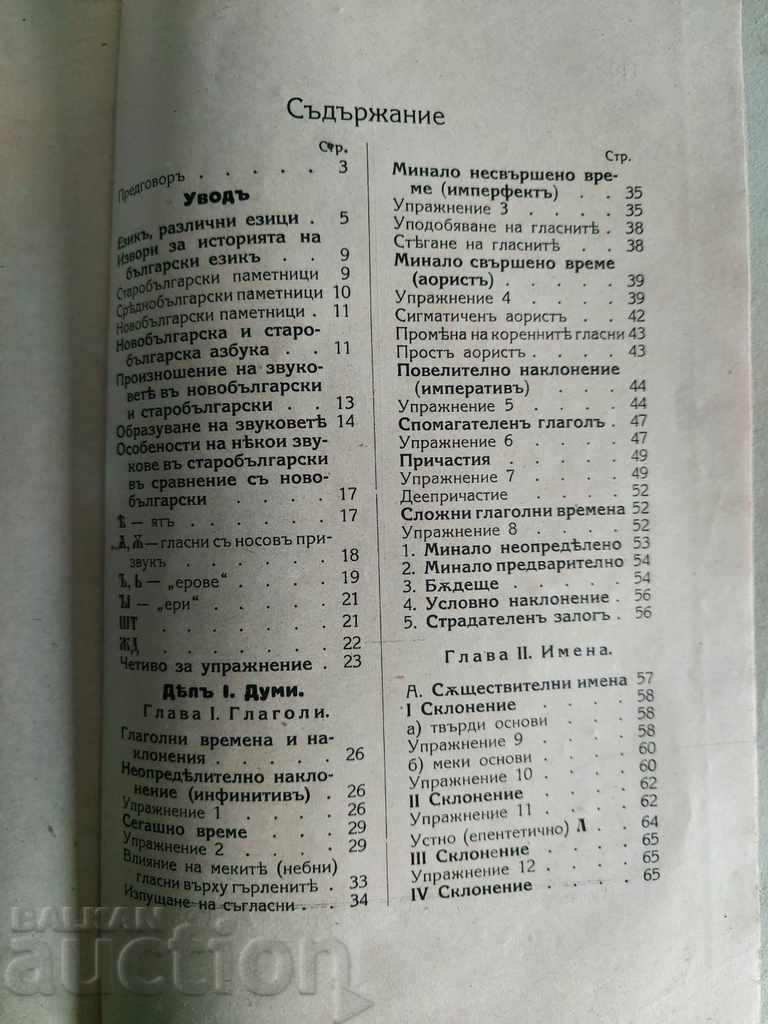 Съдържание
Стр.
Предговоръ . . . . . 3
Уводъ
Езикъ, различни езици . 5
Извори за историята на
български езикъ . . 9
Старобългарски паметници 9
Срѣднобългарски паметници 10
Новобългарски паметници . 11
Новобългарска и старо-
българска азбука . . 11
Произношение на звуко-
ветѣ въ новобългарски
и старобългарски . . 13
Образуване на звуковетѣ 14
Особености на нѣкои зву-
кове въ старобългарски
въ сравнение съ ново-
български . . . . 17
Ѣ — ятъ . . . . . 17
Ѧ, Ѫ—гласни съ носовъ при-
звукъ . . . . . . 18
Ъ, Ь — „ерове“ . . . . 19
Ꙑ — „ери“ . . . . . 21
ШТ . . . . . . 21
ЖД . . . . . . 22
Четиво за упражнение . 23
Дѣлъ I. Думи.
Глава I. Глаголи.
Глаголни времена и на-
клонения . . . . . 26
Неопредѣлително накло-
нение (инфинитивъ) . 26
Упражнение 1 . . . . 26
Сегашно време . . . 29
Упражнение 2 . . . . 29
Влияние на мекитѣ (небни)
гласни върху гърленитѣ . 33
Изпущане на съгласни . . 34
Стр.
Минало несвършено вре-
ме (имперфектъ) . . 35
Упражнение 3 . . . . 35
Уподобяване на гласнитѣ . 38
Стѣгане на гласнитѣ . . 38
Минало свършено време
(аористъ) . . . . . 39
Упражнение 4 . . . . 39
Сигматиченъ аористъ . . 42
Промѣна на кореннитѣ гласни 43
Простъ аористъ . . . . 43
Повелително наклонение
(императивъ) . . . 44
Упражнение 5 . . . . 44
Спомагателенъ глаголъ . 47
Упражнение 6 . . . . 47
Причастия . . . . . 49
Упражнение 7 . . . . 49
Деепричастие . . . . 52
Сложни глаголни времена 52
Упражнение 8 . . . . 52
1. Минало неопредѣлено 53
2. Минало предварително 54
3. Бѫдеще . . . . . 54
4. Условно наклонение . 56
5. Страдателенъ залогъ . 56
Глава II. Имена.
А. Сѫществителни имена 57
I Склонение . . . . 58
а) твърди основи . . . 58
Упражнение 9 . . . . 58
б) меки основи . . . . 60
Упражнение 10 . . . . 60
II Склонение . . . . 62
Упражнение 11 . . . . 62
Устно (епентетично) Л . . 64
III Склонение . . . . 65
Упражнение 12 . . . . 65
IV Склонение . . . . 65
БАЛКАН
auction